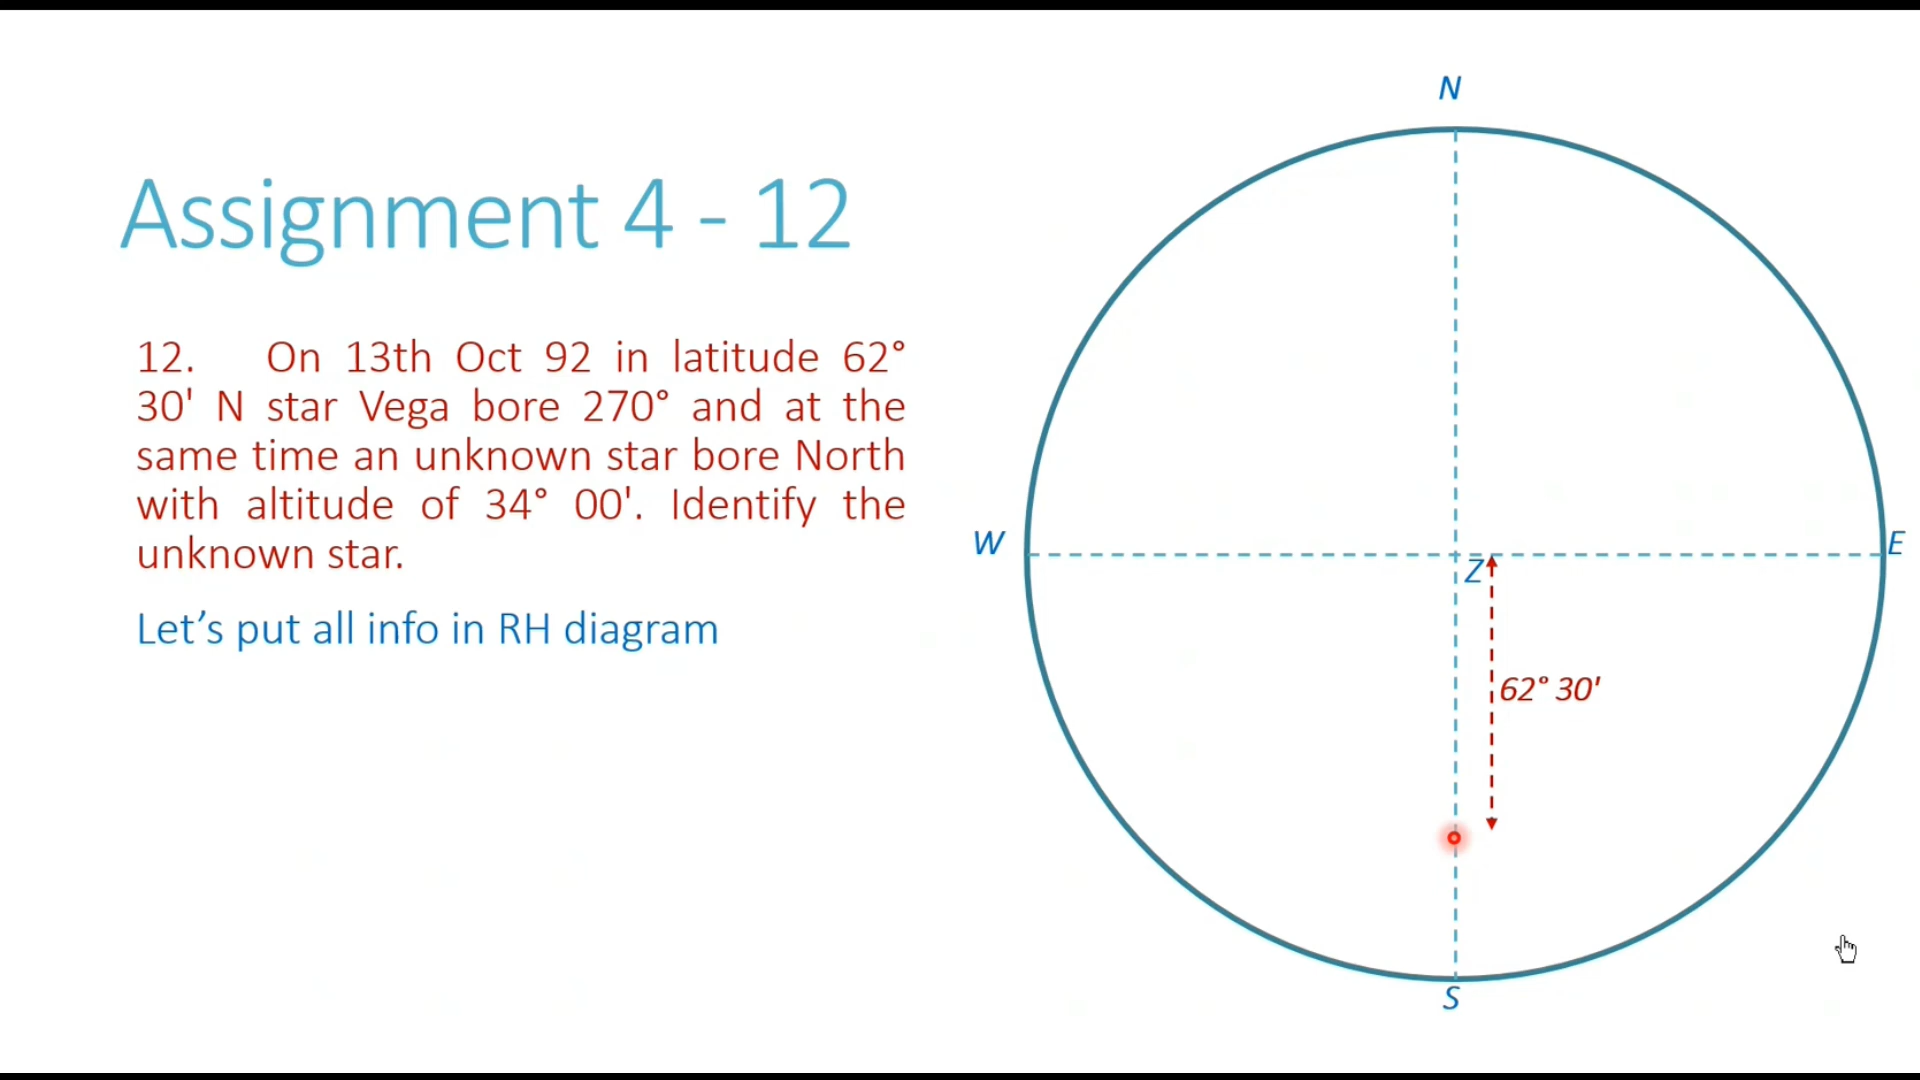 Assignment 4 - 12
12. On 13th Oct 92 in latitude 62°
30' N star Vega bore 270° and at the
same time an unknown star bore North
with altitude of 34° 00'. Identify the
unknown star.
Let’s put all info in RH diagram
N
W
E
Z
62° 30'
S